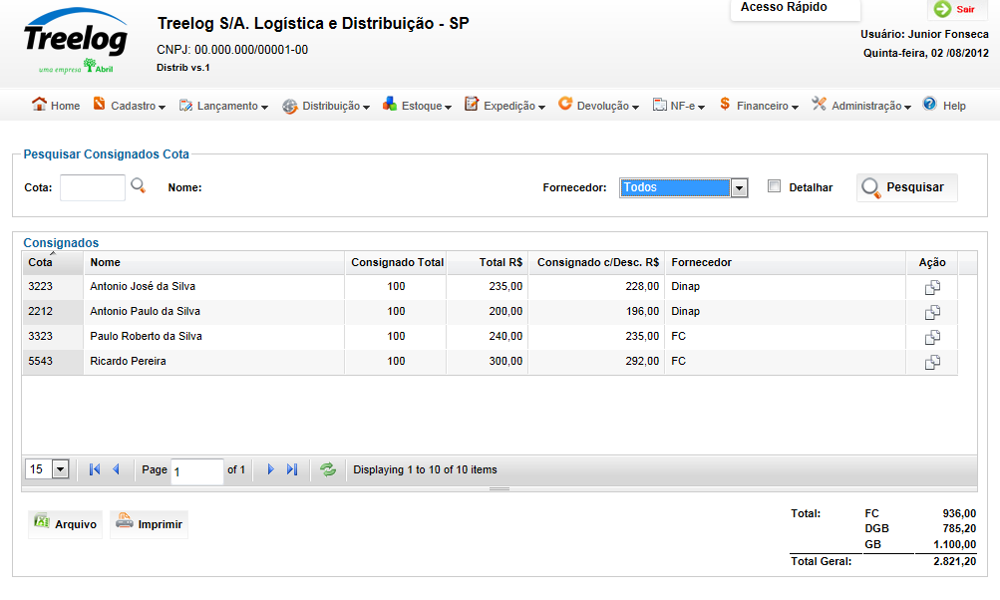 Treelog
uma empresa Abril
Treelog S/A. Logística e Distribuição - SP
CNPJ: 00.000.000/00001-00
Distrib vs.1
Acesso Rápido
Sair
Usuário: Junior Fonseca
Quinta-feira, 02 /08/2012
Home Cadastro Lançamento Distribuição Estoque Expedição Devolução NF-e Financeiro Administração Help
Pesquisar Consignados Cota
Cota: Nome: Fornecedor: Todos Detalhar Pesquisar
Consignados
Cota Nome Consignado Total Total R$ Consignado c/Desc. R$ Fornecedor Ação
3223 Antonio José da Silva 100 235,00 228,00 Dinap
2212 Antonio Paulo da Silva 100 200,00 196,00 Dinap
3323 Paulo Roberto da Silva 100 240,00 235,00 FC
5543 Ricardo Pereira 100 300,00 292,00 FC
15 Page 1 of 1 Displaying 1 to 10 of 10 items
Arquivo Imprimir
Total: FC 936,00
DGB 785,20
GB 1.100,00
Total Geral: 2.821,20